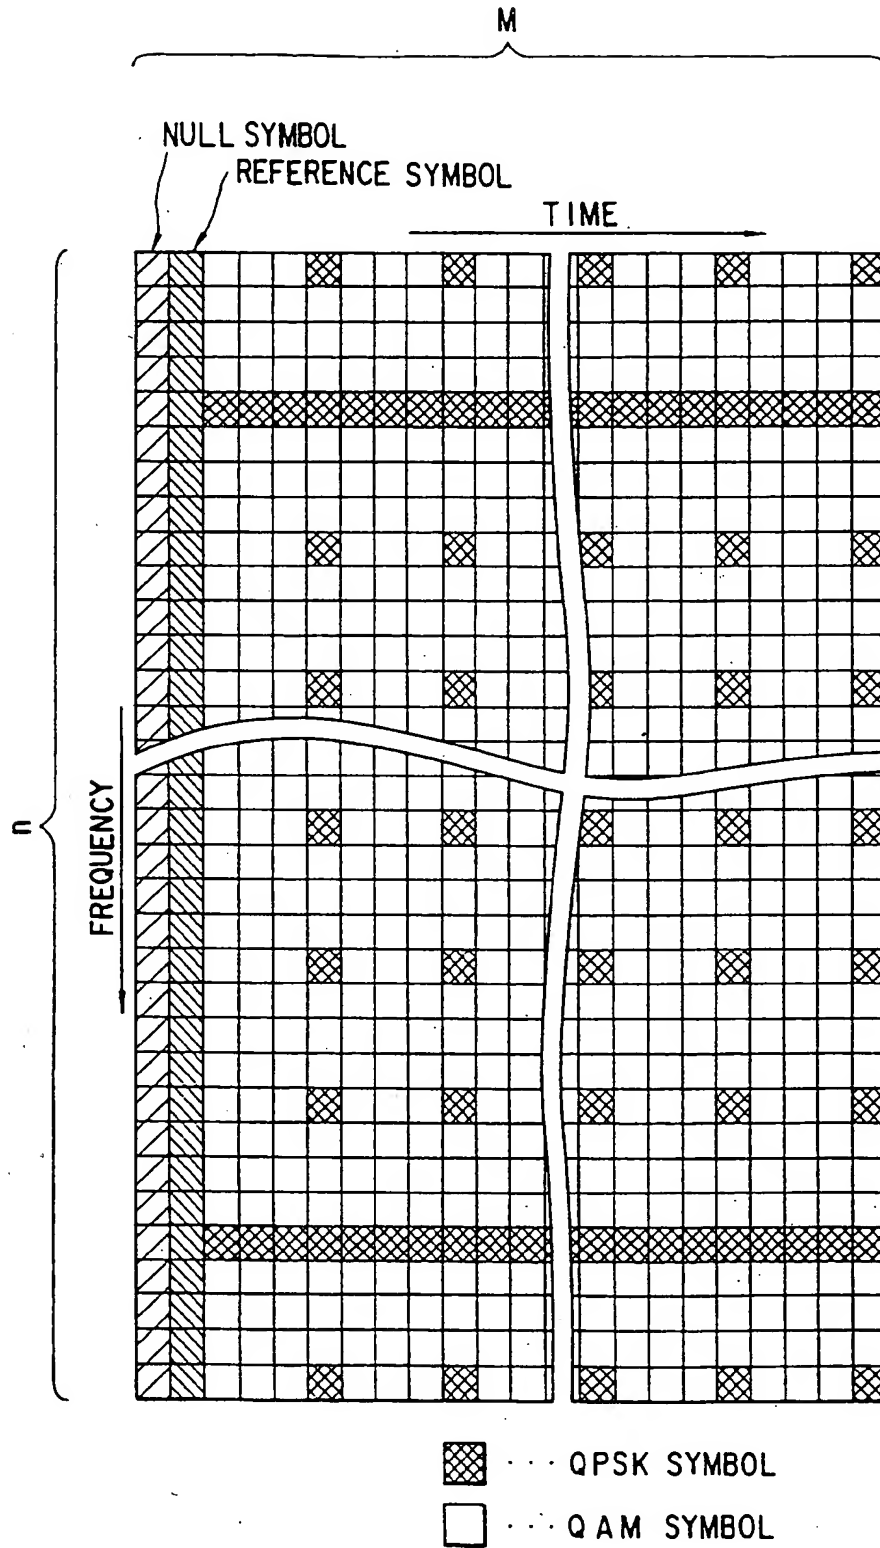 M
NULL SYMBOL
REFERENCE SYMBOL
TIME
FREQUENCY
n
··· QPSK SYMBOL
··· QAM SYMBOL